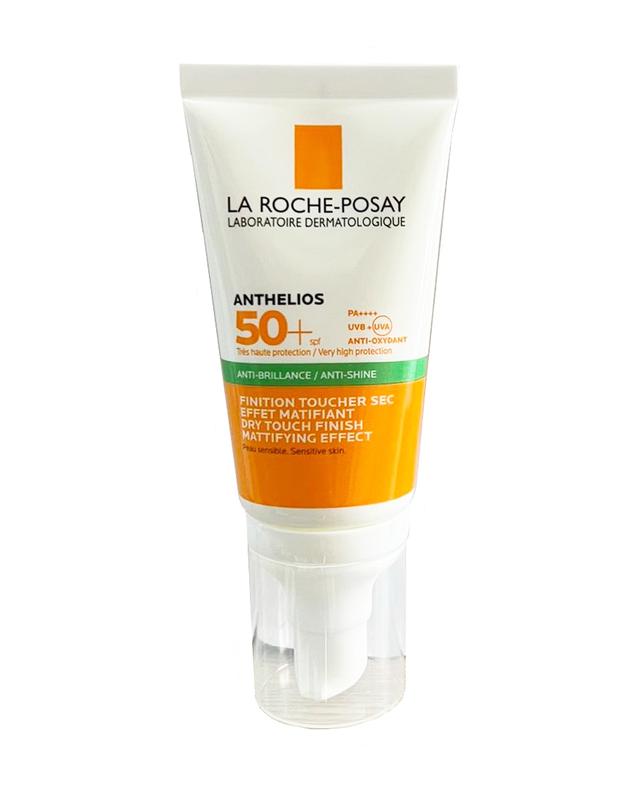 LA ROCHE-POSAY
LABORATOIRE DERMATOLOGIQUE
ANTHELIOS
50+ spf
Très haute protection / Very high protection
PA++++
UVB + UVA
ANTI-OXYDANT
ANTI-BRILLANCE / ANTI-SHINE
FINITION TOUCHER SEC
EFFET MATIFIANT
DRY TOUCH FINISH
MATTIFYING EFFECT
Peau sensible. Sensitive skin.